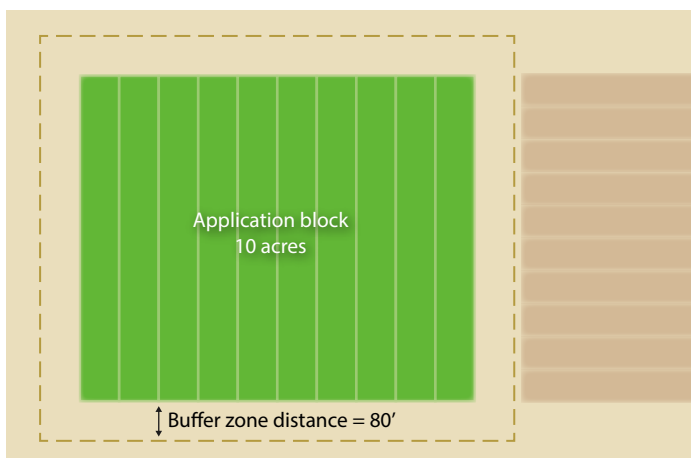 Application block
10 acres
Buffer zone distance = 80’